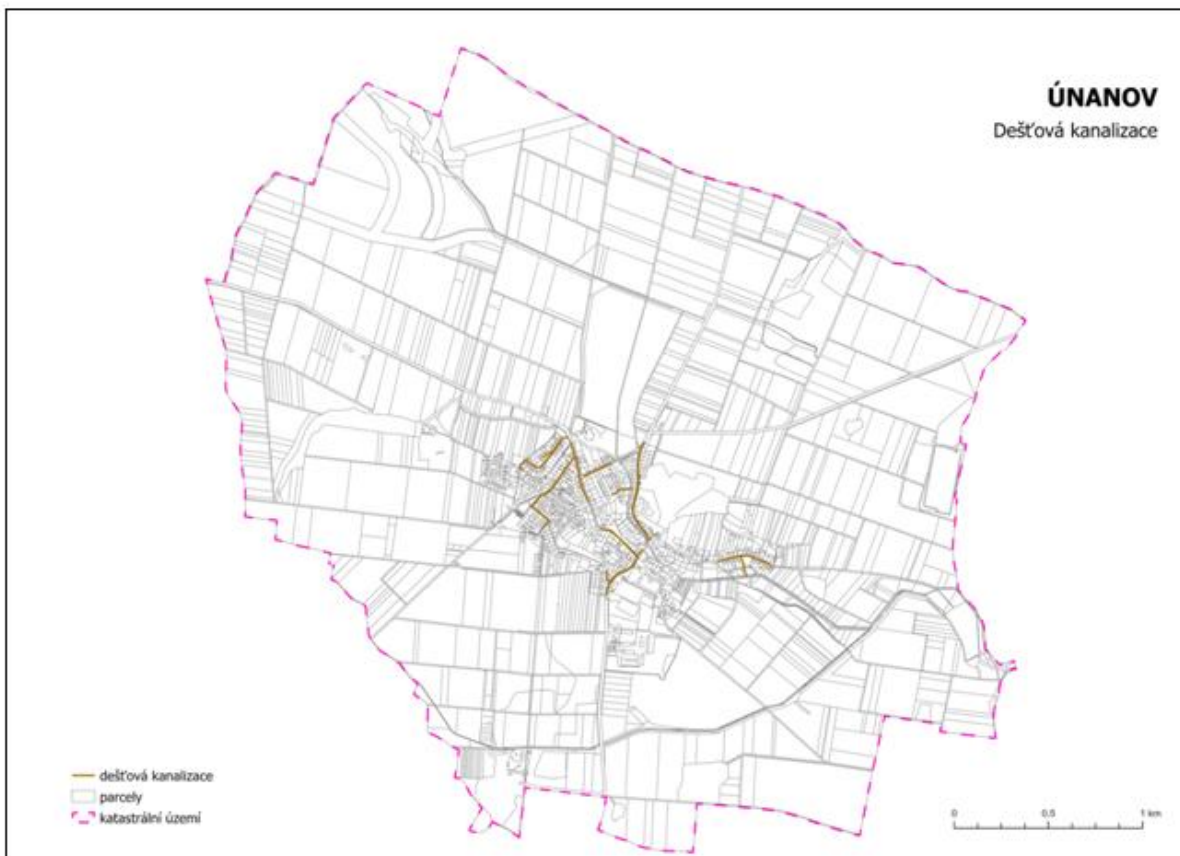 ÚNANOV
Dešťová kanalizace
dešťová kanalizace
parcely
katastrální území
0 0,5 1 km